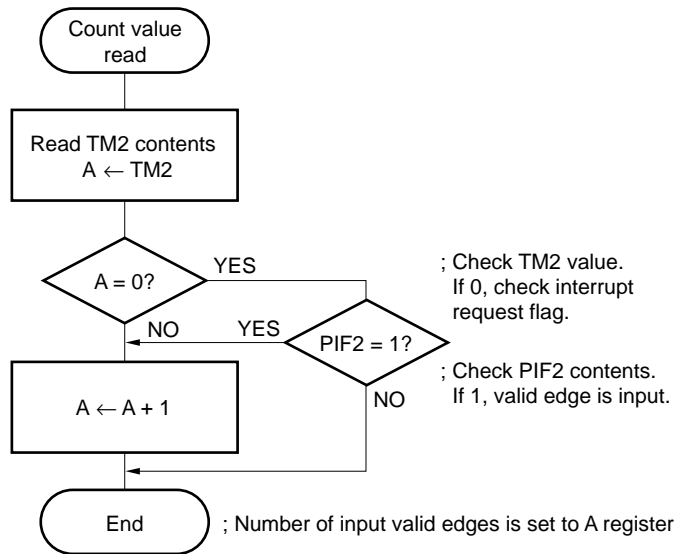 Count value
read
Read TM2 contents
A ← TM2
A = 0?
YES
; Check TM2 value.
If 0, check interrupt
request flag.
NO
YES
PIF2 = 1?
; Check PIF2 contents.
If 1, valid edge is input.
NO
A ← A + 1
End
; Number of input valid edges is set to A register